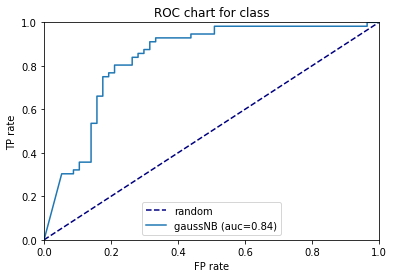 ROC chart for class
TP rate
1.0
0.8
0.6
0.4
0.2
0.0
random
gaussNB (auc=0.84)
0.0 0.2 0.4 0.6 0.8 1.0
FP rate